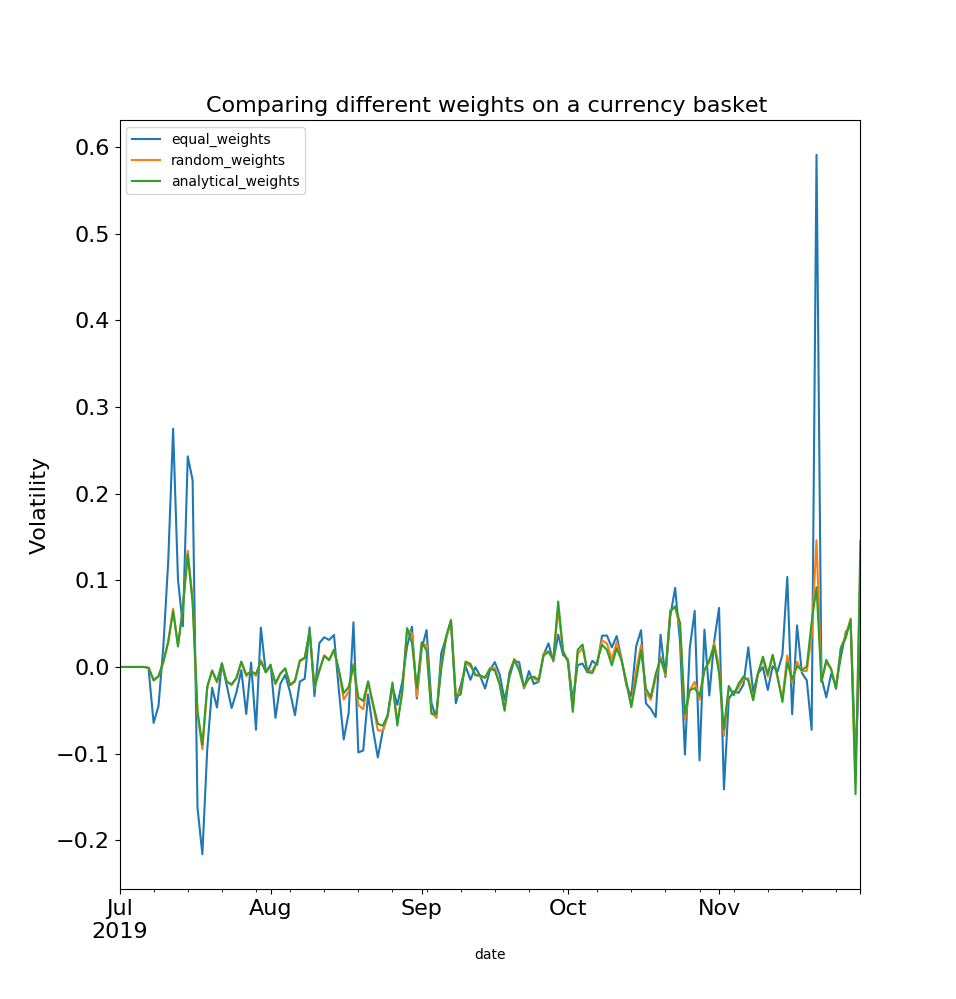 Comparing different weights on a currency basket
equal_weights
random_weights
analytical_weights
0.6
0.5
0.4
0.3
0.2
0.1
0.0
−0.1
−0.2
Volatility
Jul Aug Sep Oct Nov
2019
date